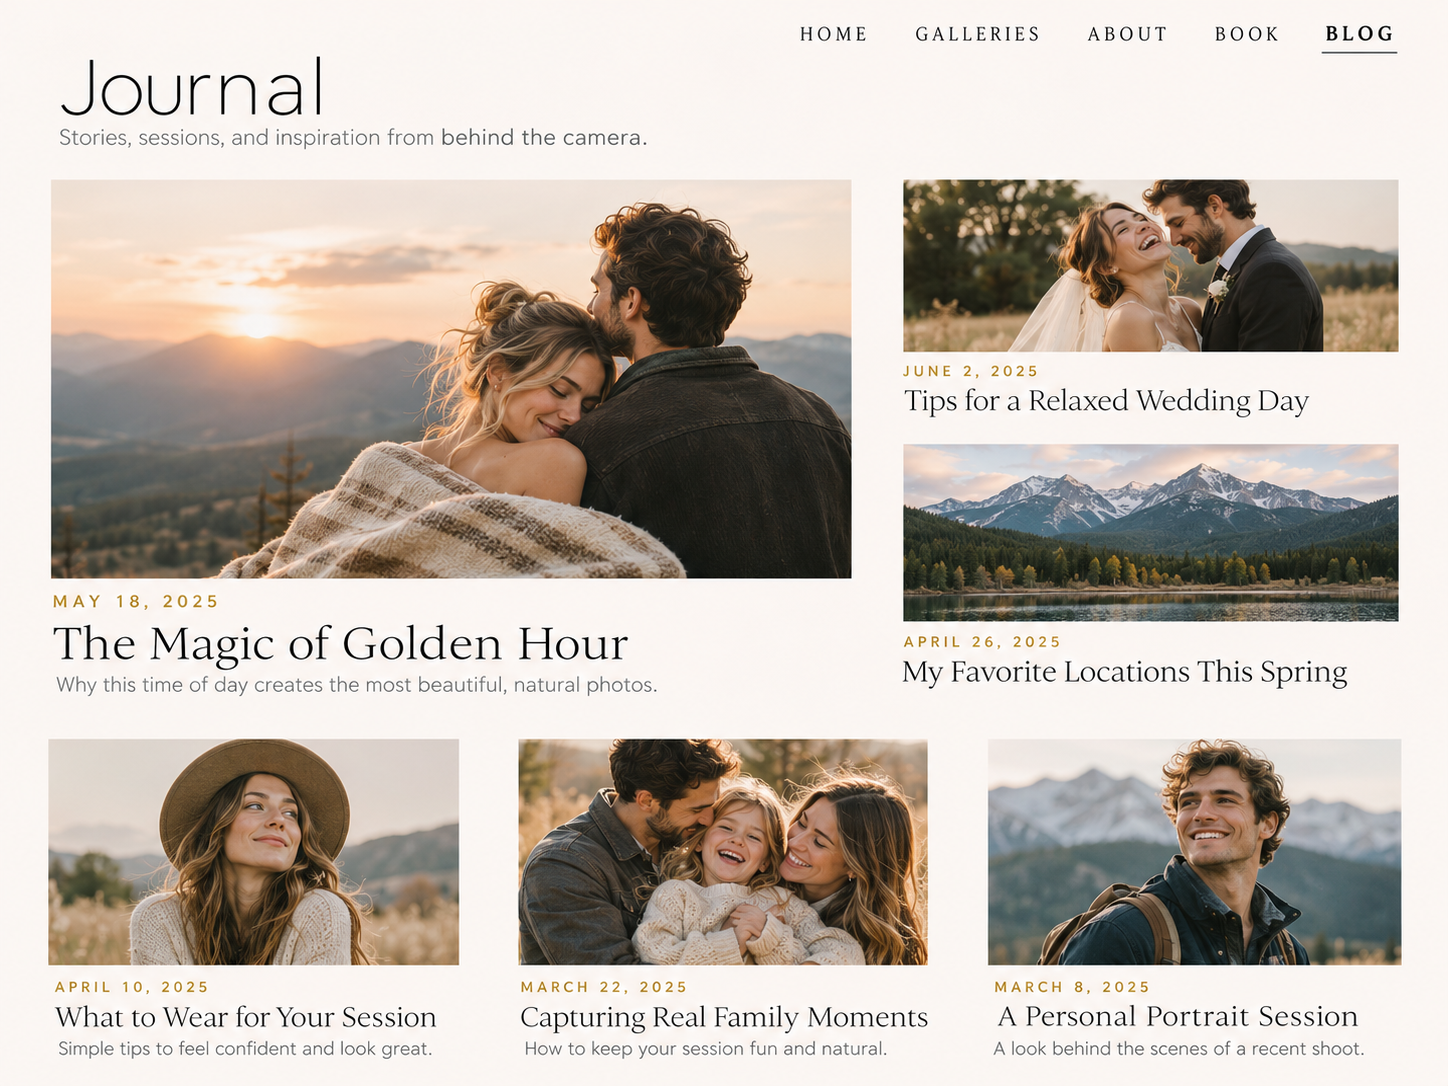 HOME GALLERIES ABOUT BOOK BLOG
Journal
Stories, sessions, and inspiration from behind the camera.
MAY 18, 2025
The Magic of Golden Hour
Why this time of day creates the most beautiful, natural photos.
JUNE 2, 2025
Tips for a Relaxed Wedding Day
APRIL 26, 2025
My Favorite Locations This Spring
APRIL 10, 2025
What to Wear for Your Session
Simple tips to feel confident and look great.
MARCH 22, 2025
Capturing Real Family Moments
How to keep your session fun and natural.
MARCH 8, 2025
A Personal Portrait Session
A look behind the scenes of a recent shoot.